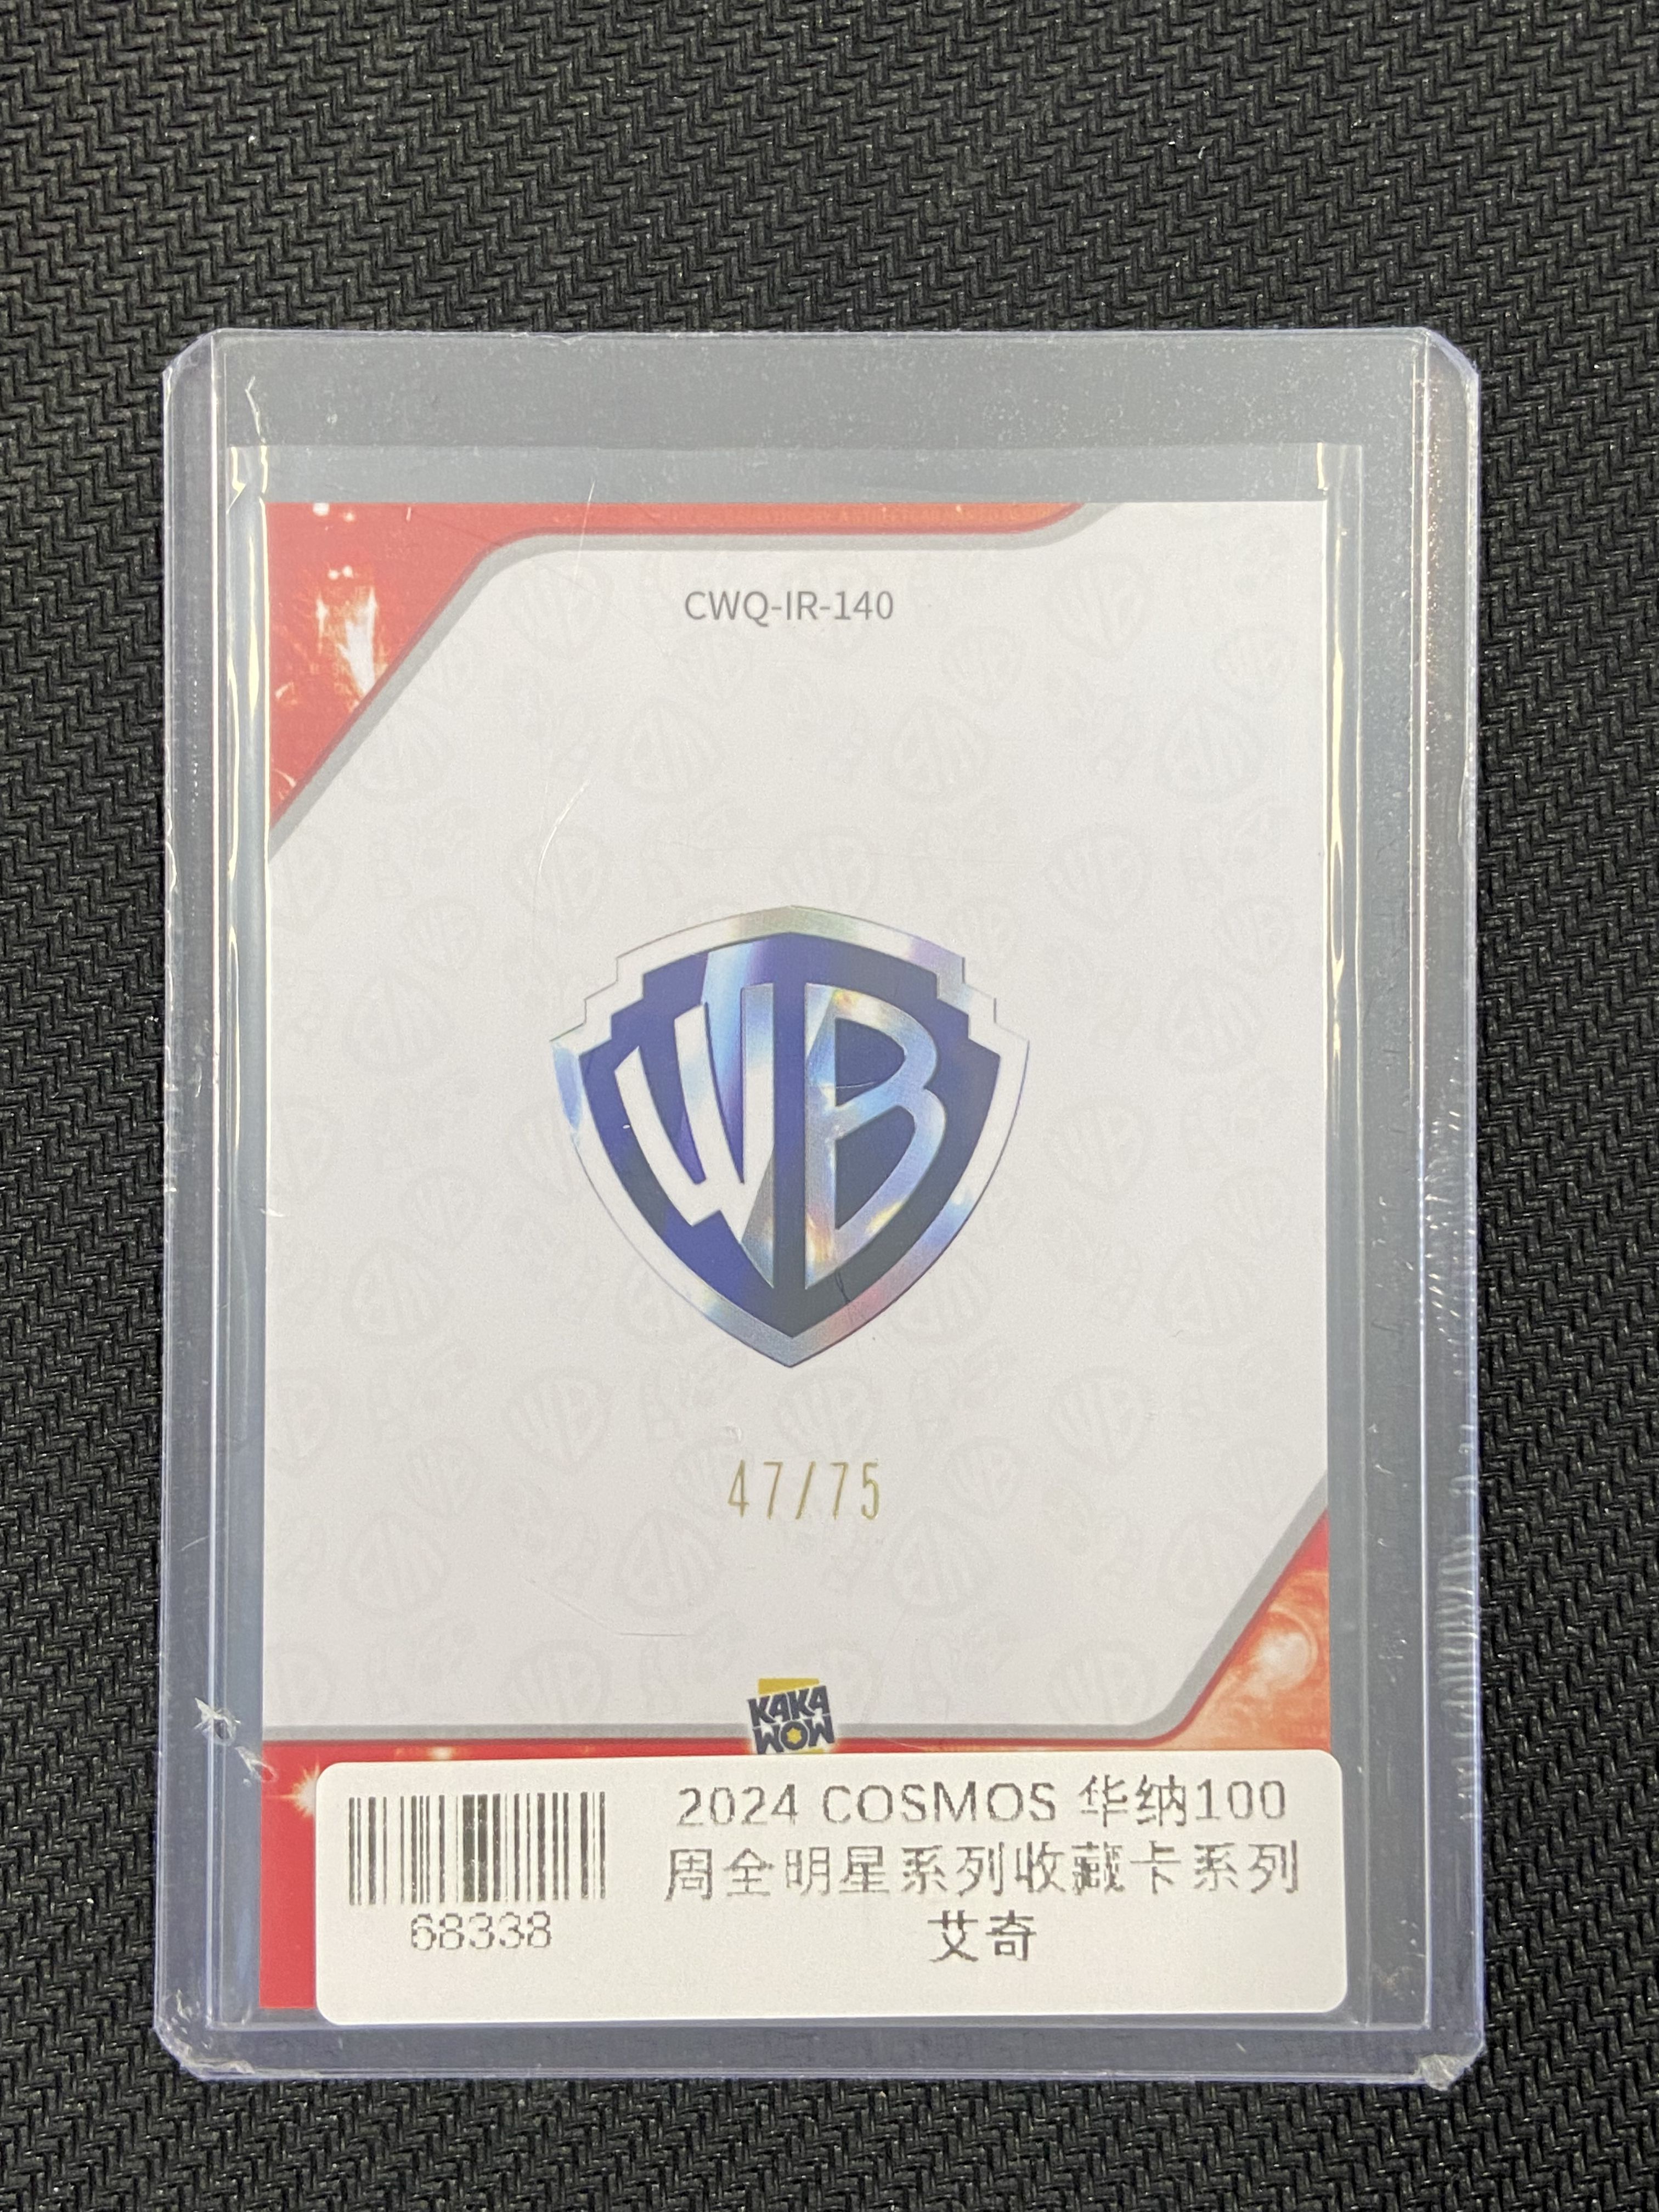 CWQ-IR-140
WB
47/75
KAKA
WOW
2024 COSMOS 华纳100
周全明星系列收藏卡系列
艾奇
68338